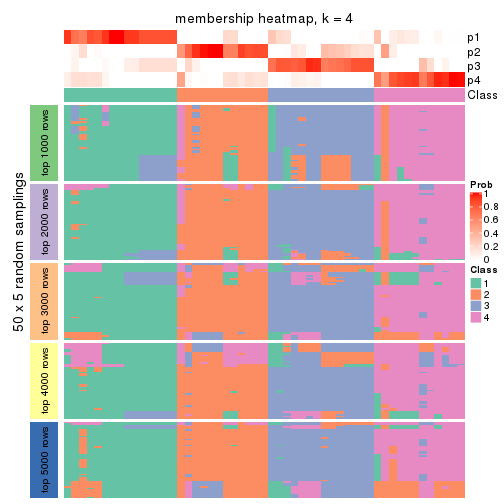 membership heatmap, k = 4
p1
p2
p3
p4
Class
50 x 5 random samplings
top 1000 rows
top 2000 rows
top 3000 rows
top 4000 rows
top 5000 rows
Prob
1
0.8
0.6
0.4
0.2
0
Class
1
2
3
4